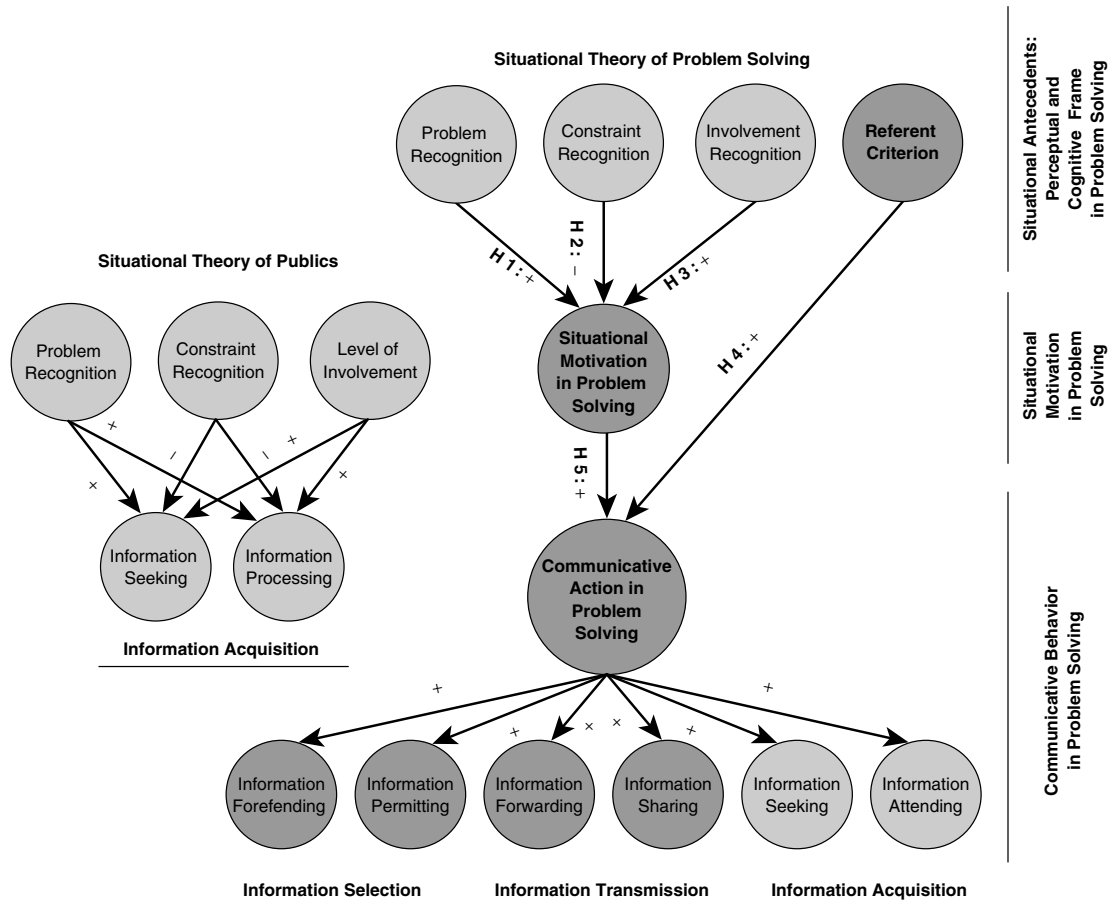 Situational Theory of Problem Solving
Problem
Recognition
Constraint
Recognition
Involvement
Recognition
Referent
Criterion
Situational Antecedents:
Perceptual and
Cognitive Frame
in Problem Solving
H 1: +
H 2: –
H 3: +
H 4: +
Situational Theory of Publics
Problem
Recognition
Constraint
Recognition
Level of
Involvement
+
–
–
+
×
×
Information
Seeking
Information
Processing
Information Acquisition
Situational
Motivation
in Problem
Solving
Situational
Motivation
in Problem
Solving
H 5: +
Communicative
Action in
Problem
Solving
Communicative Behavior
in Problem Solving
+
+
×
×
+
+
Information
Forefending
Information
Permitting
Information
Forwarding
Information
Sharing
Information
Seeking
Information
Attending
Information Selection
Information Transmission
Information Acquisition